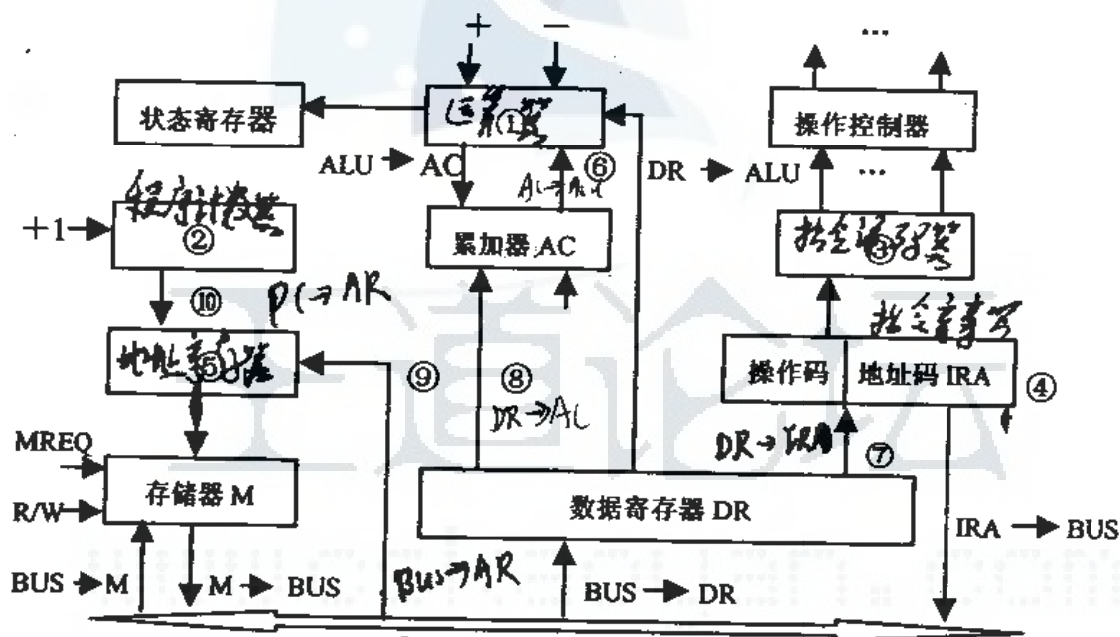 + −
...
状态寄存器
运算器
①
操作控制器
ALU → AC
⑥
DR → ALU
...
程序计数器
+1
②
累加器 AC
指令译码器
③
⑩
PC→AR
指令寄存器
地址寄存器
⑤
⑨
⑧
操作码
地址码 IRA
④
DR→AC
MREQ
DR→IRA
⑦
存储器 M
R/W
数据寄存器 DR
IRA → BUS
BUS → M
M → BUS
BUS→AR
BUS → DR